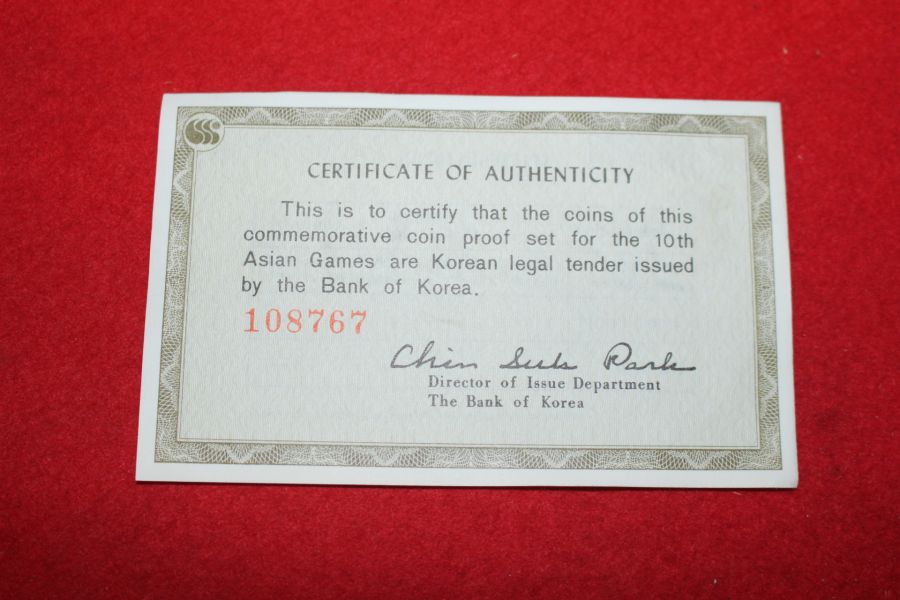 CERTIFICATE OF AUTHENTICITY
This is to certify that the coins of this
commemorative coin proof set for the 10th
Asian Games are Korean legal tender issued
by the Bank of Korea.
108767
Chin Suk Park
Director of Issue Department
The Bank of Korea